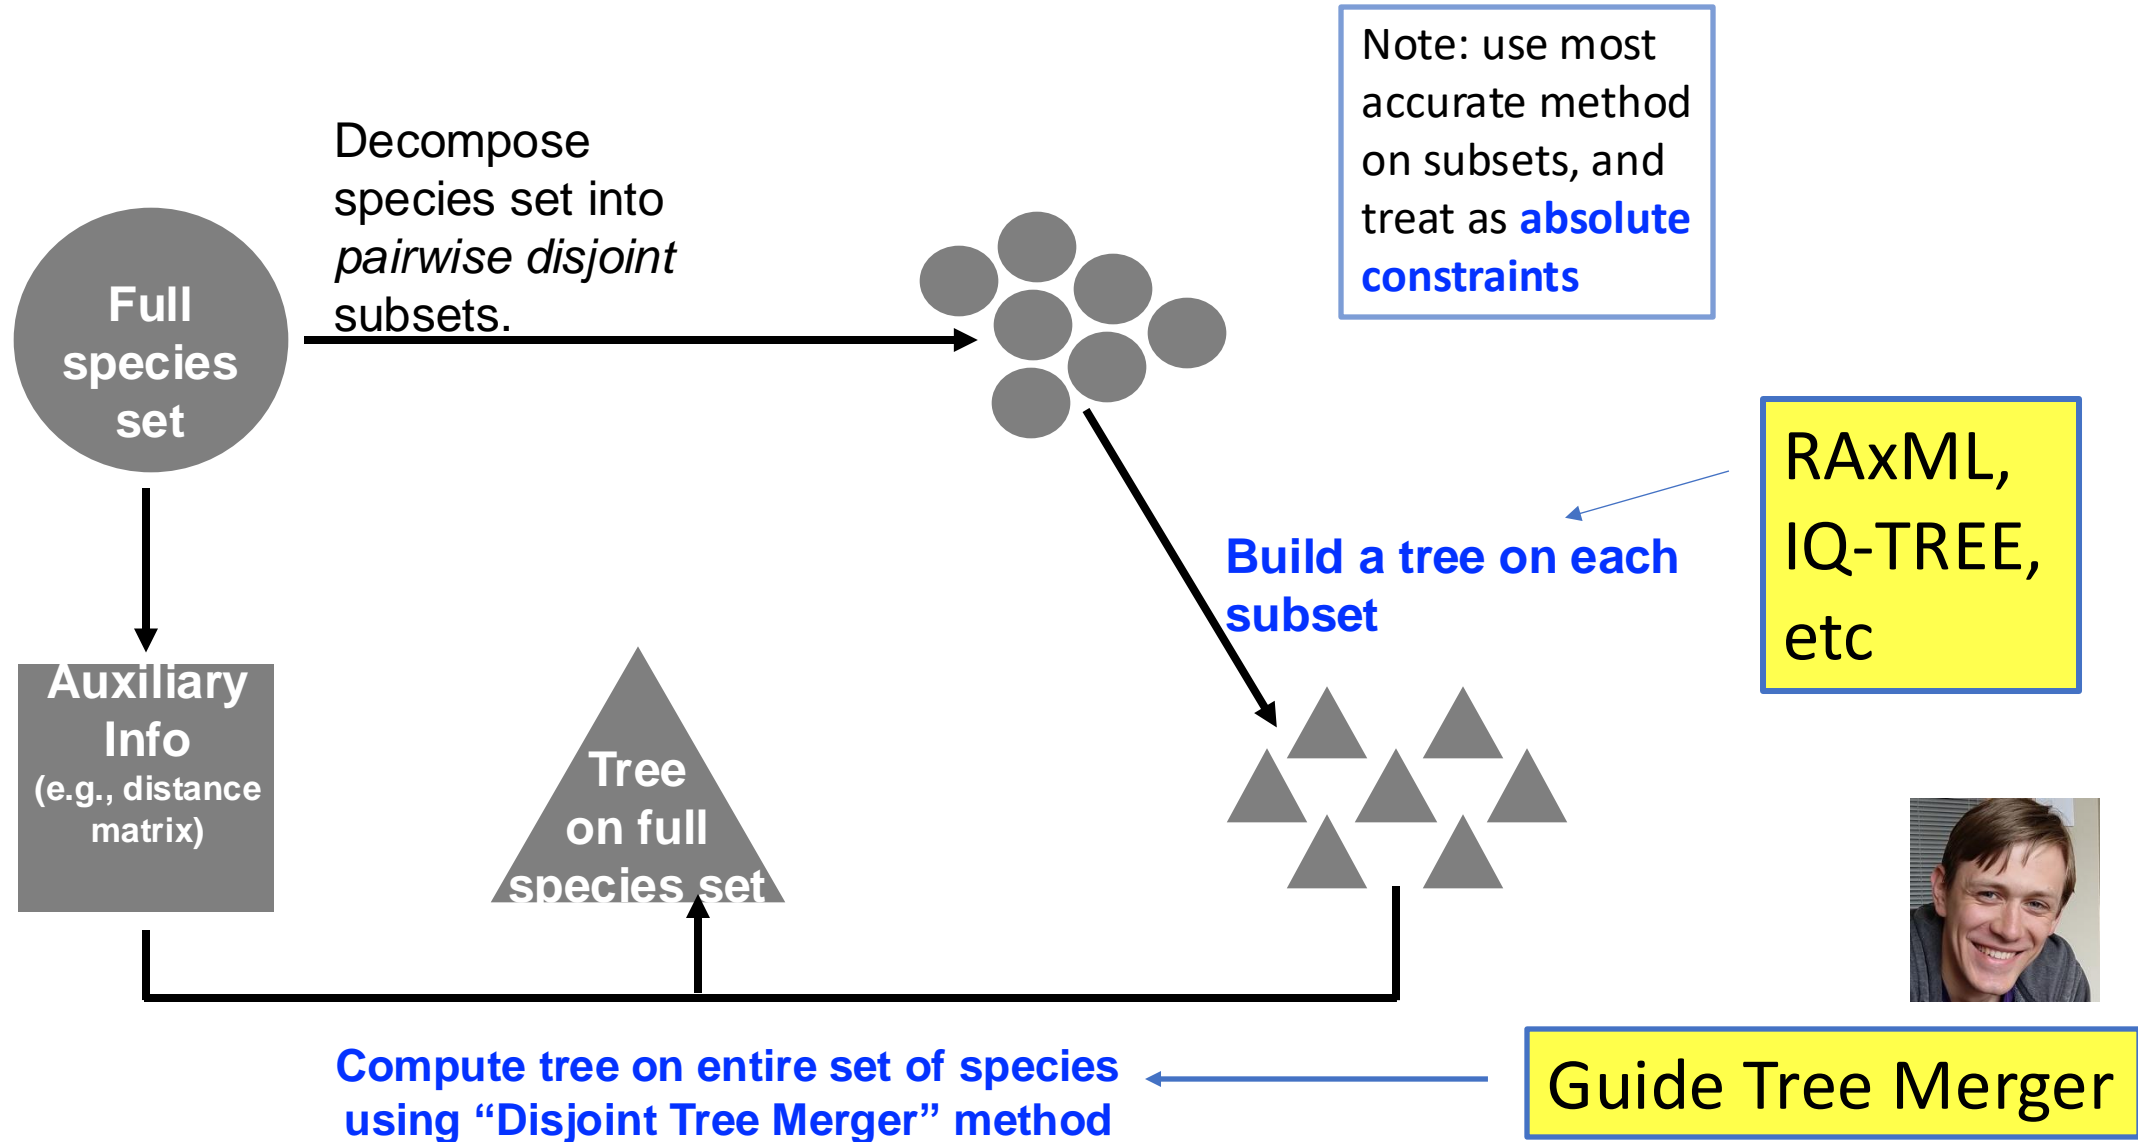 Note: use most
accurate method
on subsets, and
treat as absolute
constraints
Decompose
species set into
pairwise disjoint
subsets.
Full
species
set
RAxML,
IQ-TREE,
etc
Build a tree on each
subset
Auxiliary
Info
(e.g., distance
matrix)
Tree
on full
species set
Compute tree on entire set of species
using “Disjoint Tree Merger” method
Guide Tree Merger